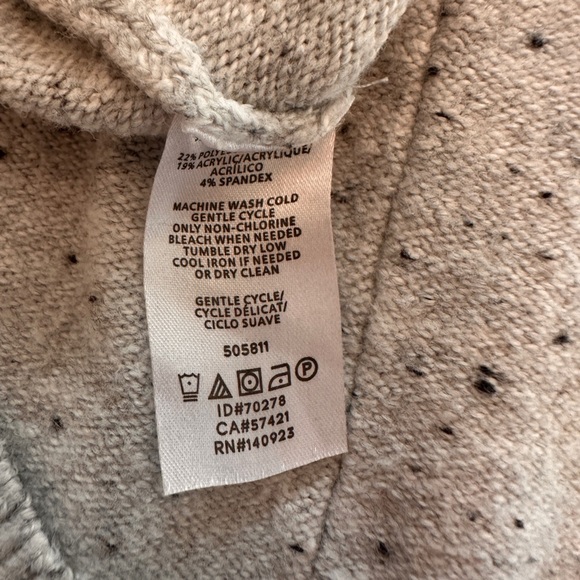 22% POLYES
19% ACRYLIC/ACRYLIQUE/
ACRÍLICO
4% SPANDEX
MACHINE WASH COLD
GENTLE CYCLE
ONLY NON-CHLORINE
BLEACH WHEN NEEDED
TUMBLE DRY LOW
COOL IRON IF NEEDED
OR DRY CLEAN
GENTLE CYCLE/
CYCLE DÉLICAT/
CICLO SUAVE
505811
P
ID#70278
CA#57421
RN#140923